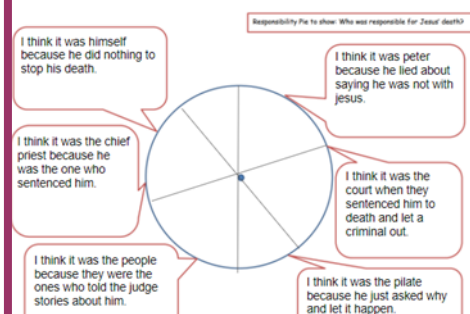 Responsibility Pie to show: Who was responsible for Jesus' death?
I think it was himself
because he did nothing to
stop his death.
I think it was peter
because he lied about
saying he was not with
jesus.
I think it was the chief
priest because he
was the one who
sentenced him.
I think it was the
court when they
sentenced him to
death and let a
criminal out.
I think it was the people
because they were the
ones who told the judge
stories about him.
I think it was the pilate
because he just asked why
and let it happen.